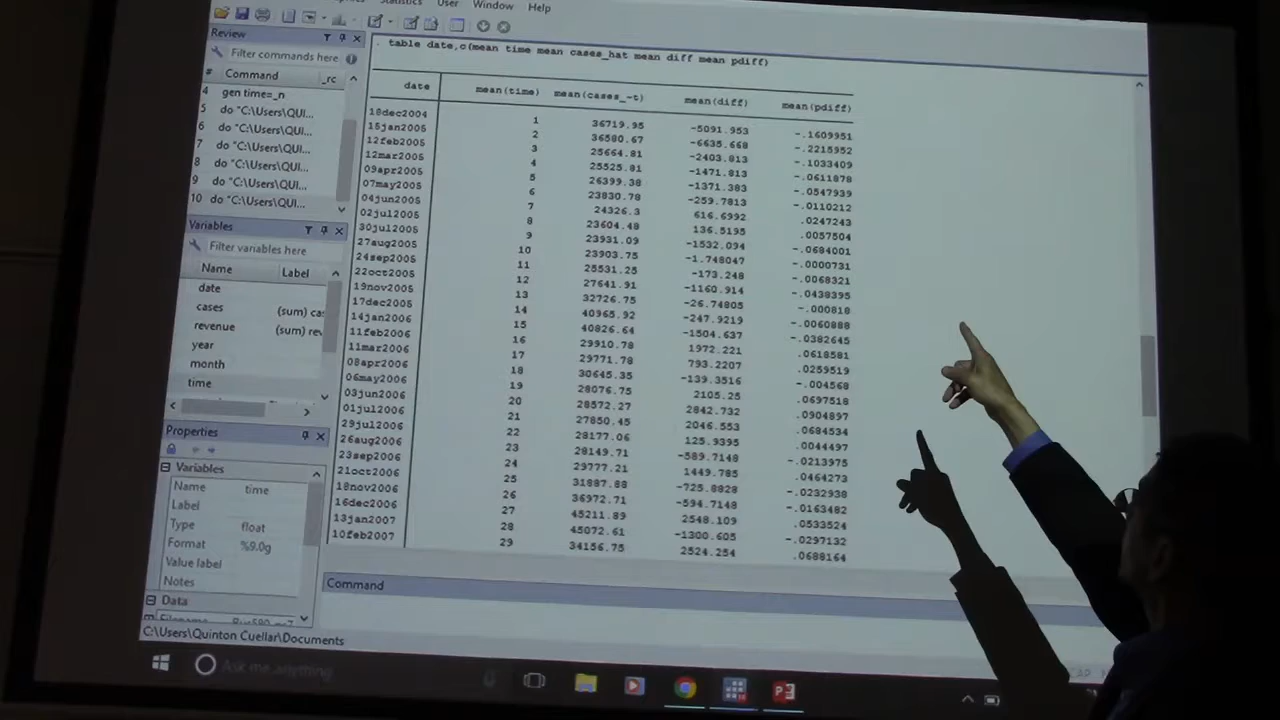 Statistics User Window Help
Review
Filter commands here
# Command _rc
4 gen time=_n
5 do "C:\Users\QUI...
6 do "C:\Users\QUI...
7 do "C:\Users\QUI...
8 do "C:\Users\QUI...
9 do "C:\Users\QUI...
10 do "C:\Users\QUI...
Variables
Filter variables here
Name Label
date
cases (sum) cas
revenue (sum) rev
year
month
time
Properties
Variables
Name time
Label
Type float
Format %9.0g
Value label
Notes
Data
C:\Users\Quinton Cuellar\Documents
. table date,c(mean time mean cases_hat mean diff mean pdiff)
date mean(time) mean(cases_~t) mean(diff) mean(pdiff)
18dec2004 1 36719.95 -5091.953 -.1609951
15jan2005 2 36580.67 -6635.668 -.2215952
12feb2005 3 25664.81 -2403.813 -.1033409
12mar2005 4 25525.81 -1471.813 -.0611878
09apr2005 5 26399.38 -1371.383 -.0547939
07may2005 6 23830.78 -259.7813 -.0110212
04jun2005 7 24326.3 616.6992 .0247243
02jul2005 8 23604.48 136.5195 .0057504
30jul2005 9 23931.09 -1532.094 -.0684001
27aug2005 10 23903.75 -1.748047 -.0000731
24sep2005 11 25531.25 -173.248 -.0068321
22oct2005 12 27641.91 -1160.914 -.0438395
19nov2005 13 32726.75 -26.74805 -.000818
17dec2005 14 40965.92 -247.9219 -.0060888
14jan2006 15 40826.64 -1504.637 -.0382645
11feb2006 16 29910.78 1972.221 .0618581
11mar2006 17 29771.78 793.2207 .0259519
08apr2006 18 30645.35 -139.3516 -.004568
06may2006 19 28076.75 2105.25 .0697518
03jun2006 20 28572.27 2842.732 .0904897
01jul2006 21 27850.45 2046.553 .0684534
29jul2006 22 28177.06 125.9395 .0044497
26aug2006 23 28149.71 -589.7148 -.0213975
23sep2006 24 29777.21 1449.785 .0464273
21oct2006 25 31887.88 -725.8828 -.0232938
18nov2006 26 36972.71 -594.7148 -.0163482
16dec2006 27 45211.89 2548.109 .0533524
13jan2007 28 45072.61 -1300.605 -.0297132
10feb2007 29 34156.75 2524.254 .0688164
Command
Ask me anything